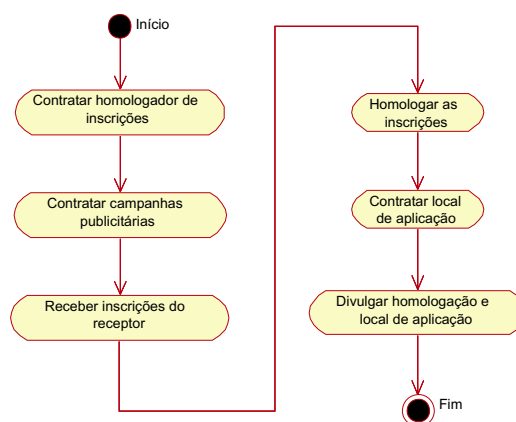 Início
Contratar homologador de
inscrições
Contratar campanhas
publicitárias
Receber inscrições do
receptor
Homologar as
inscrições
Contratar local
de aplicação
Divulgar homologação e
local de aplicação
Fim